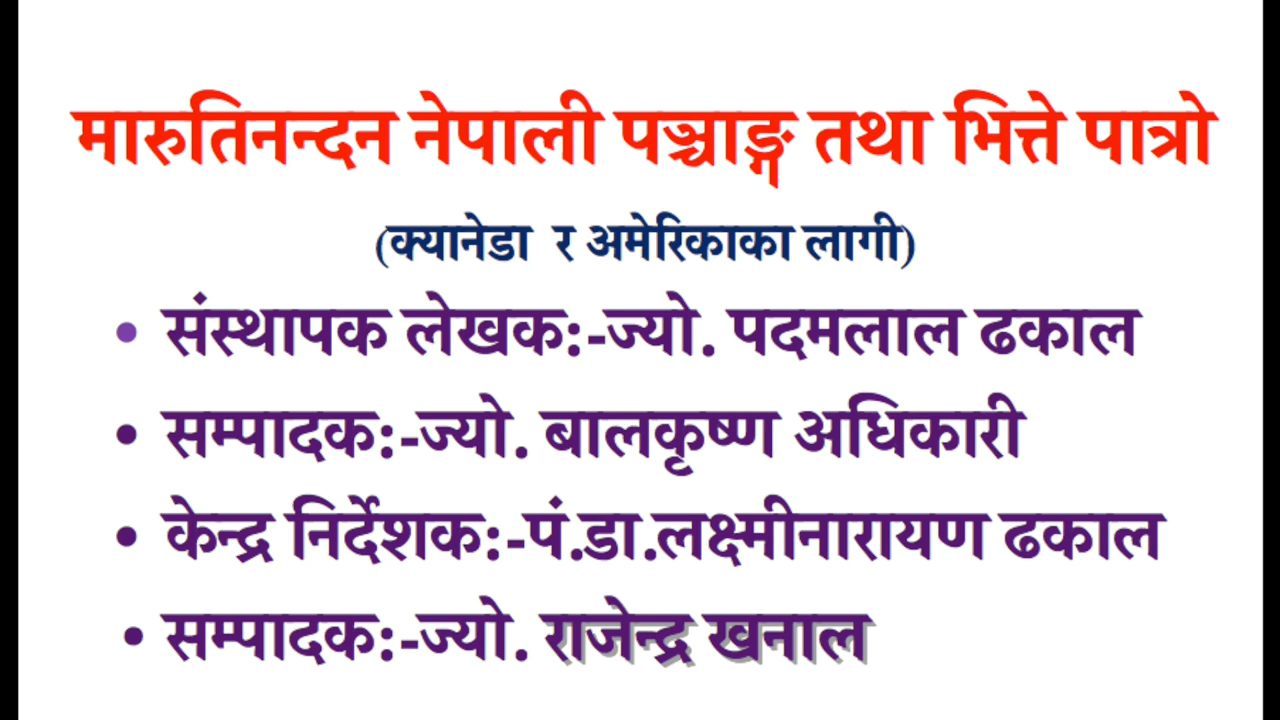 मारुतिनन्दन नेपाली पञ्चाङ्ग तथा भित्ते पात्रो
(क्यानेडा र अमेरिकाका लागी)
• संस्थापक लेखक:-ज्यो. पदमलाल ढकाल
• सम्पादक:-ज्यो. बालकृष्ण अधिकारी
• केन्द्र निर्देशक:-पं.डा.लक्ष्मीनारायण ढकाल
• सम्पादक:-ज्यो. राजेन्द्र खनाल